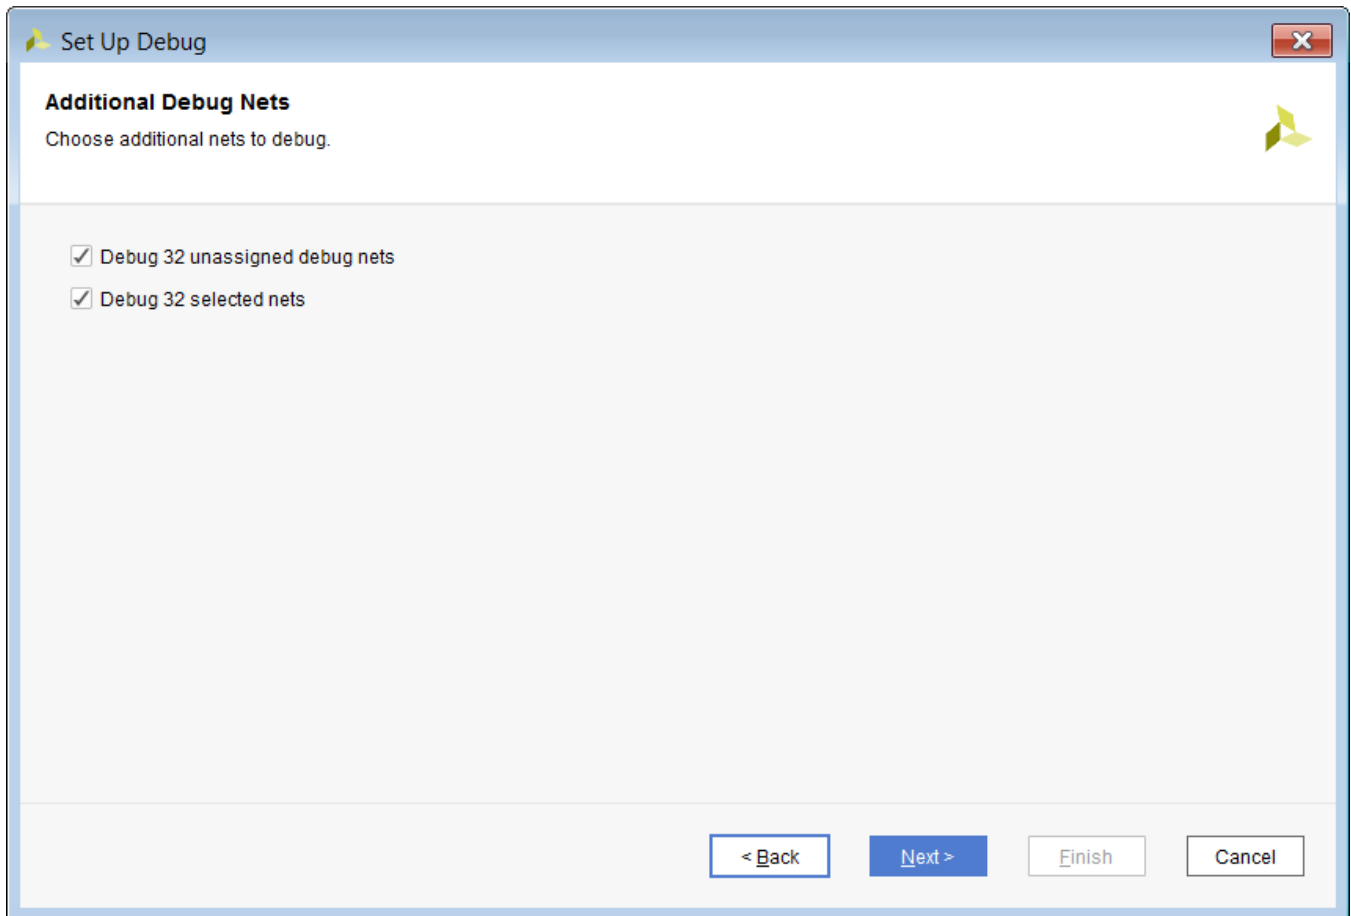 Set Up Debug
Additional Debug Nets
Choose additional nets to debug.
Debug 32 unassigned debug nets
Debug 32 selected nets
< Back
Next >
Finish
Cancel